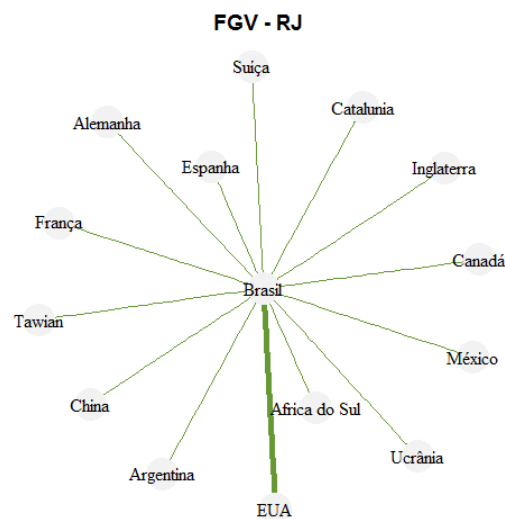 FGV - RJ
Suiça
Catalunia
Alemanha
Espanha
Inglaterra
França
Canadá
Brasil
Tawian
México
China
Africa do Sul
Ucrânia
Argentina
EUA